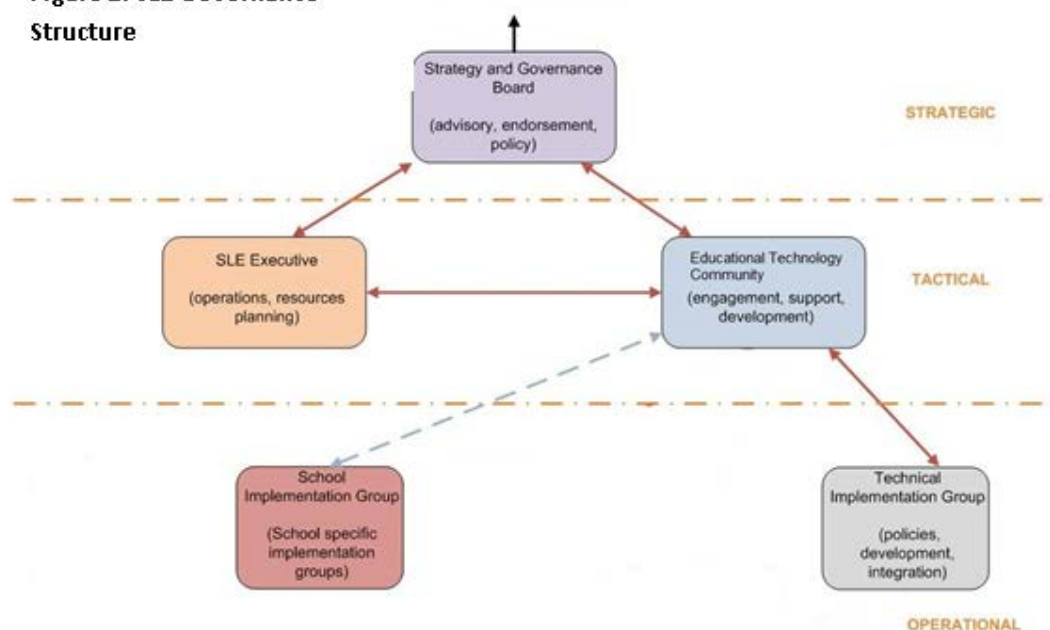 Structure
Strategy and Governance
Board
(advisory, endorsement,
policy)
STRATEGIC
SLE Executive
(operations, resources
planning)
Educational Technology
Community
(engagement, support,
development)
TACTICAL
School
Implementation Group
(School specific
implementation
groups)
Technical
Implementation Group
(policies,
development,
integration)
OPERATIONAL